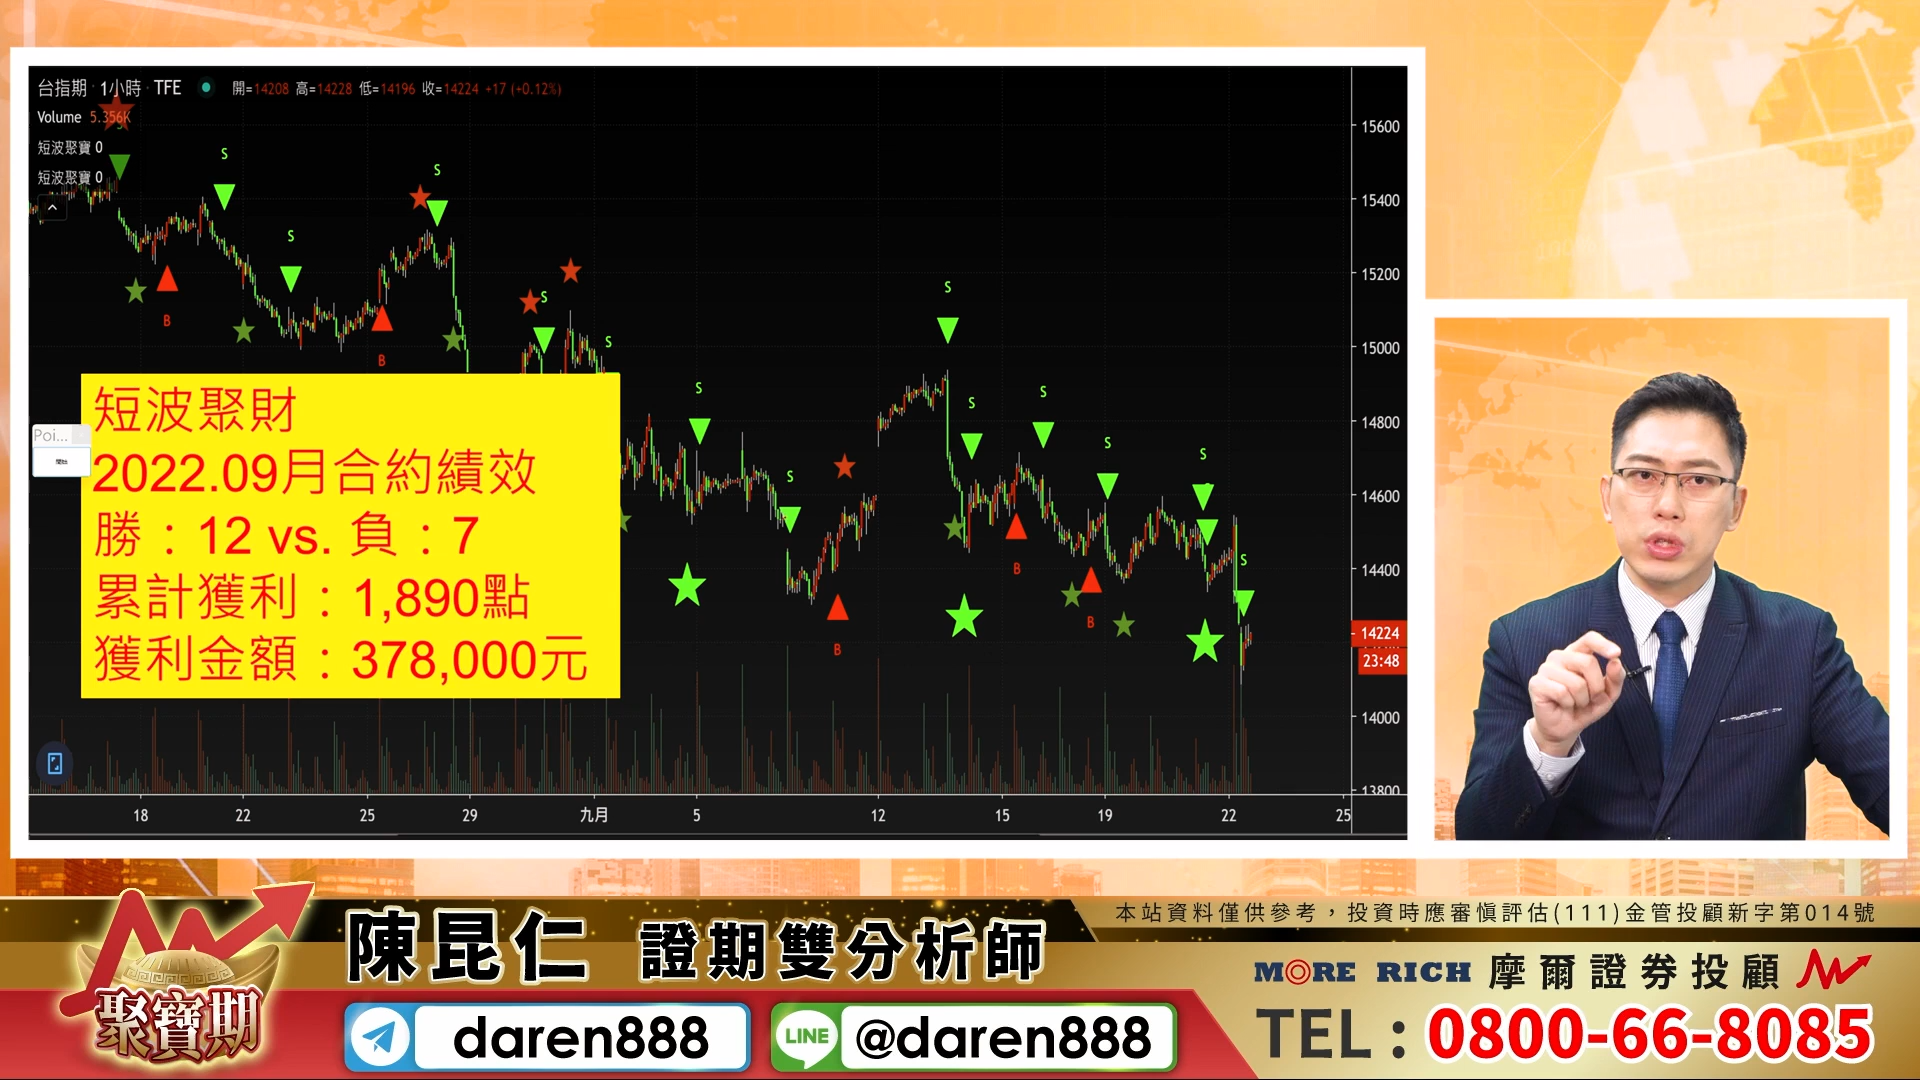 台指期 · 1小時 · TFE 開=14208 高=14228 低=14196 收=14224 +17 (+0.12%)
Volume 5.356K
短波聚寶 0
短波聚寶 0
S
S
S
S
S
S
S
S
S
S
S
S
S
B
B
B
B
B
15600
15400
15200
15000
14800
14600
14400
14224
23:48
14000
13800
Poi...
開始
短波聚財
2022.09月合約績效
勝：12 vs. 負：7
累計獲利：1,890點
獲利金額：378,000元
18 22 25 29 九月 5 12 15 19 22 25
聚寶期
陳昆仁 證期雙分析師
daren888
LINE @daren888
本站資料僅供參考，投資時應審慎評估(111)金管投顧新字第014號
MORE RICH 摩爾證券投顧
TEL：0800-66-8085